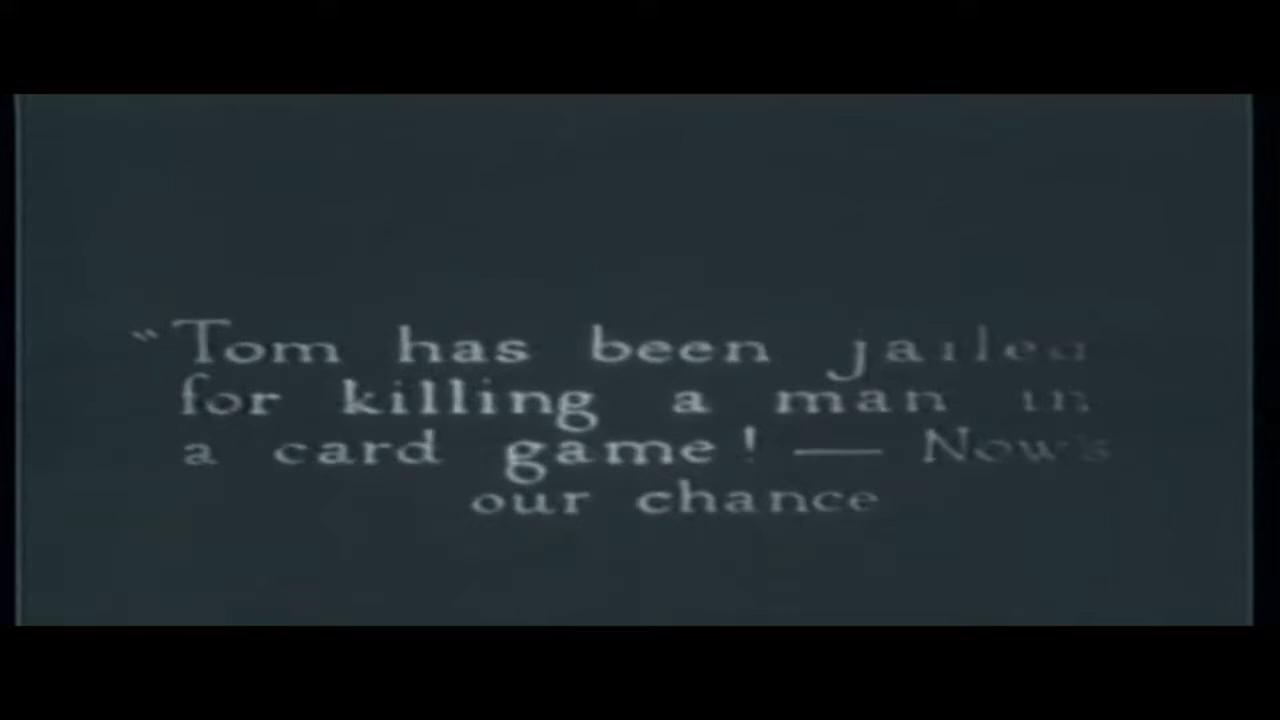 “Tom has been jailed
for killing a man in
a card game! — Now's
our chance